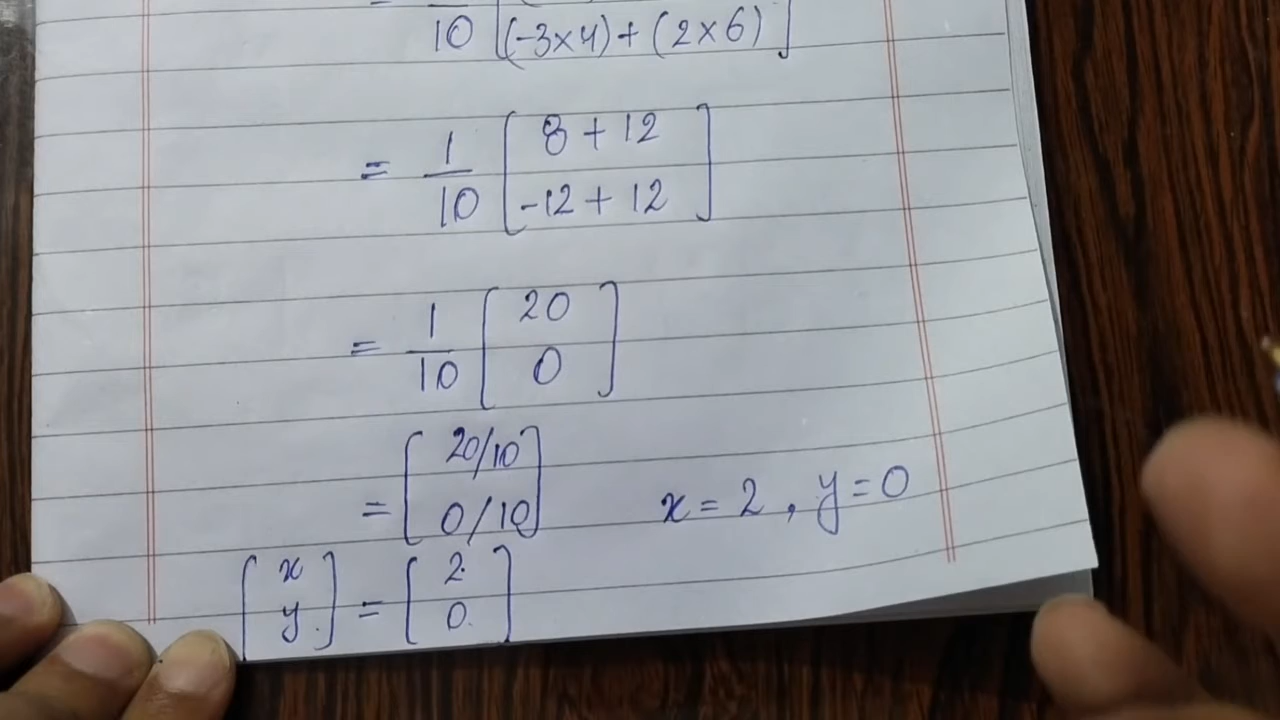 = 10 [(-3×4) + (2×6)]
= 1/10 [8 + 12
-12 + 12]
= 1/10 [20
0]
= [20/10
0/10] x = 2 , y = 0
[x
y] = [2
0]